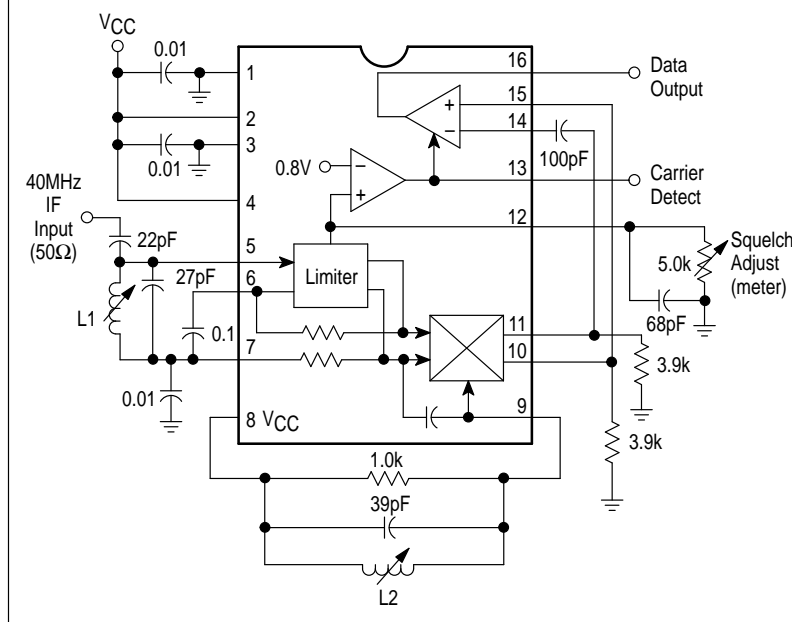 VCC
0.01
1
2
3
0.01
4
40MHz
IF
Input
(50Ω)
22pF
5
27pF
6
L1
0.1
7
0.01
8 VCC
16
Data
Output
15
14
100pF
0.8V
13
Carrier
Detect
12
Squelch
Adjust
(meter)
5.0k
68pF
Limiter
11
10
3.9k
9
3.9k
1.0k
39pF
L2
+
−
−
+